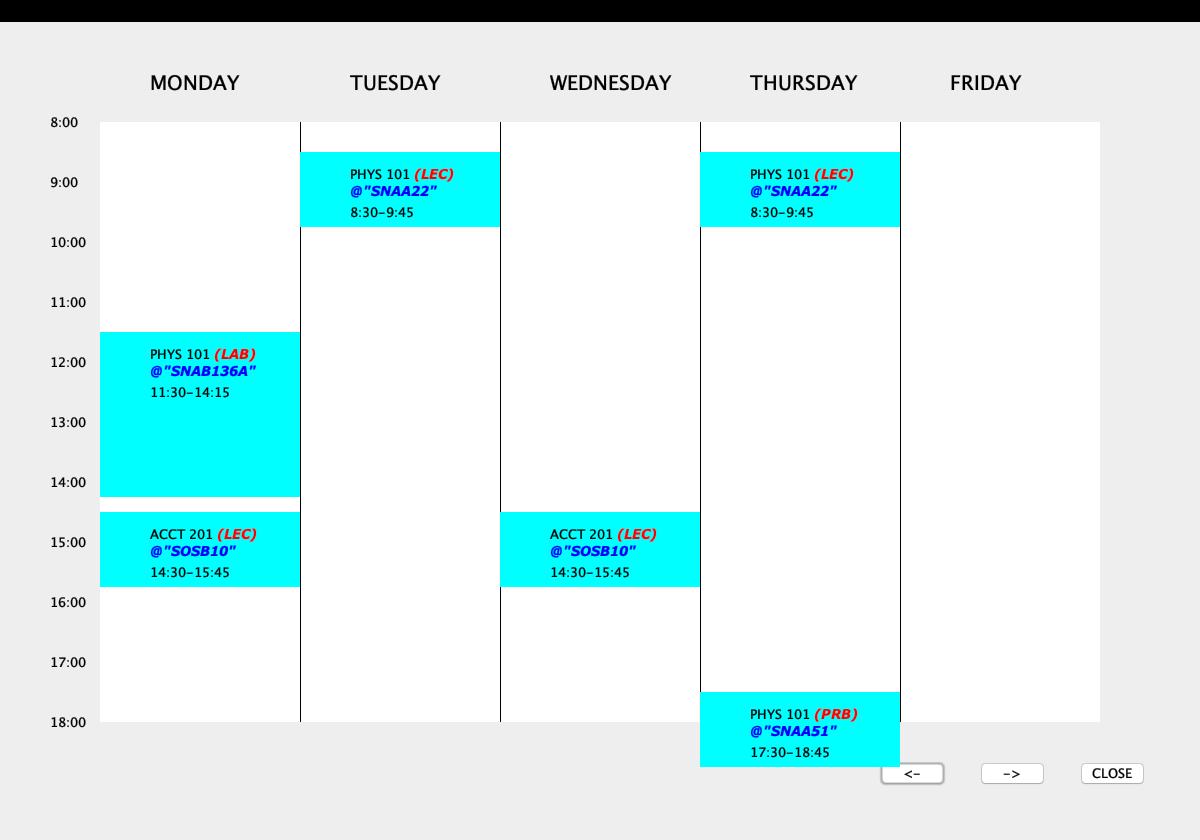 MONDAY TUESDAY WEDNESDAY THURSDAY FRIDAY
8:00
PHYS 101 (LEC)
@"SNAA22"
8:30-9:45
PHYS 101 (LEC)
@"SNAA22"
8:30-9:45
9:00
10:00
11:00
PHYS 101 (LAB)
@"SNAB136A"
11:30-14:15
12:00
13:00
14:00
ACCT 201 (LEC)
@"SOSB10"
14:30-15:45
ACCT 201 (LEC)
@"SOSB10"
14:30-15:45
15:00
16:00
17:00
18:00
PHYS 101 (PRB)
@"SNAA51"
17:30-18:45
<- -> CLOSE